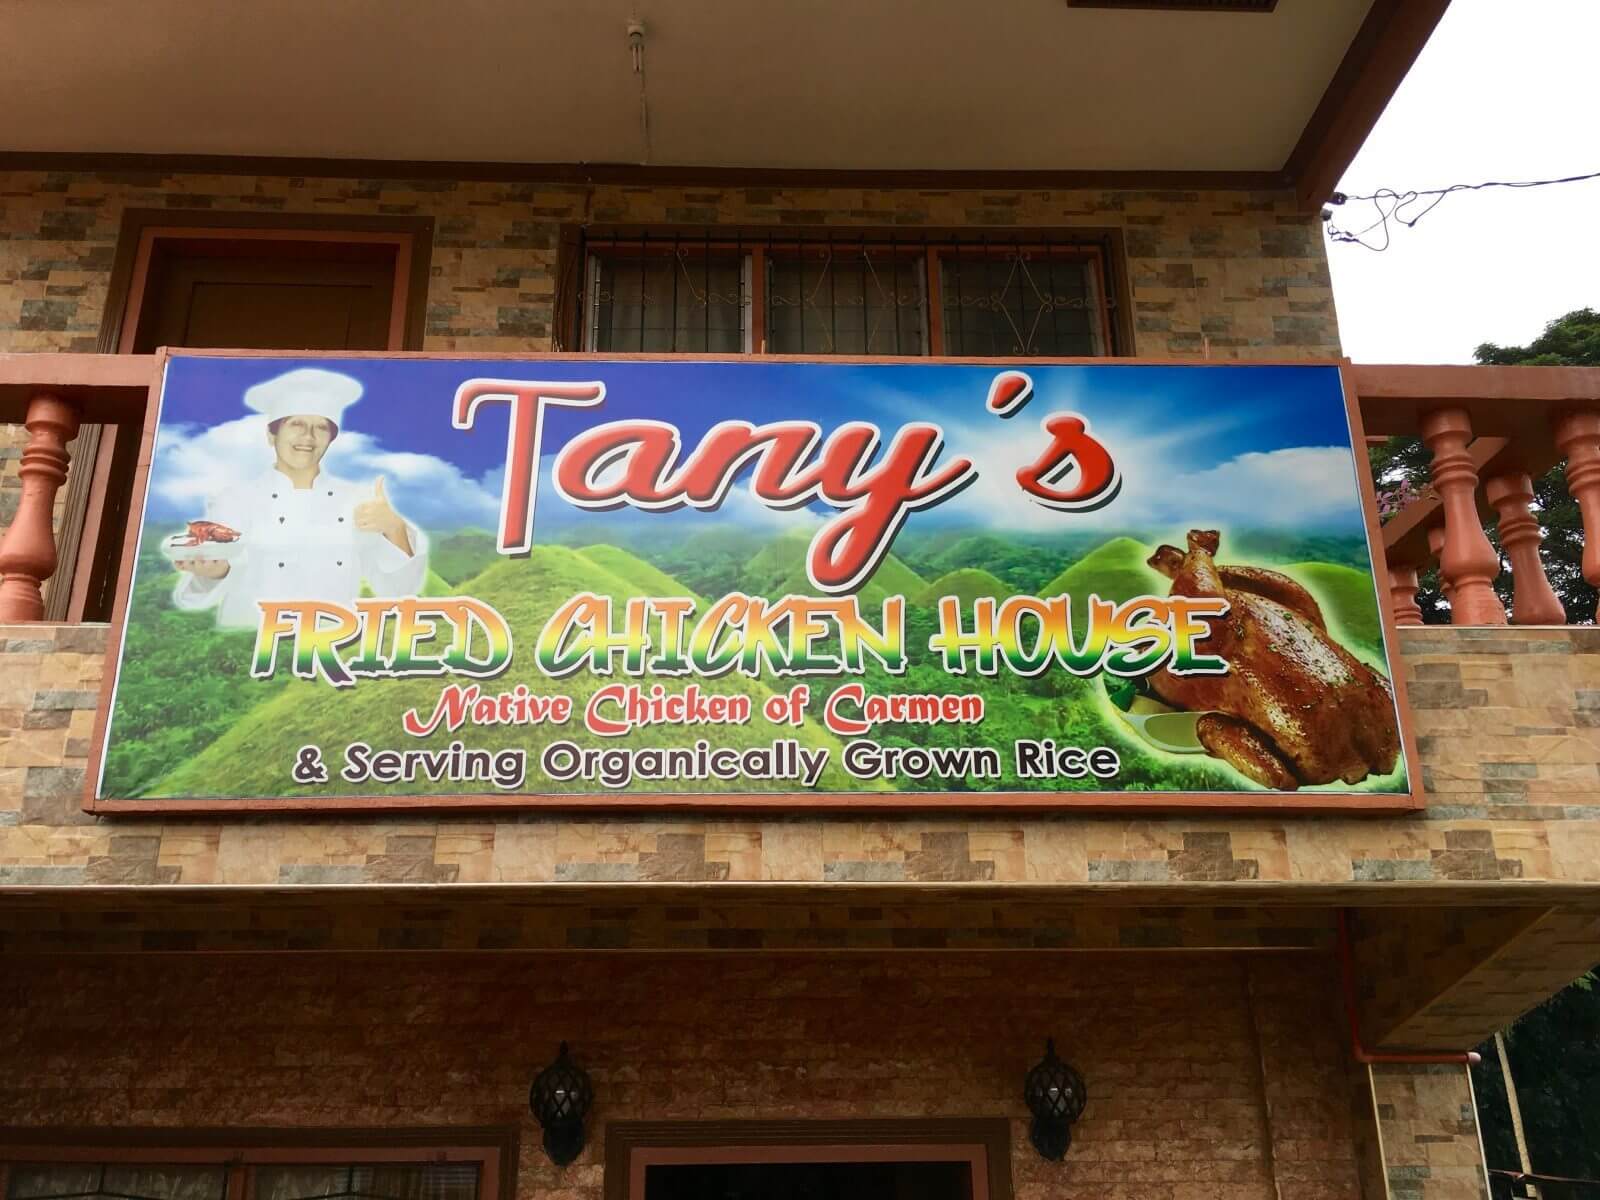 Tany's
FRIED CHICKEN HOUSE
Native Chicken of Carmen
& Serving Organically Grown Rice